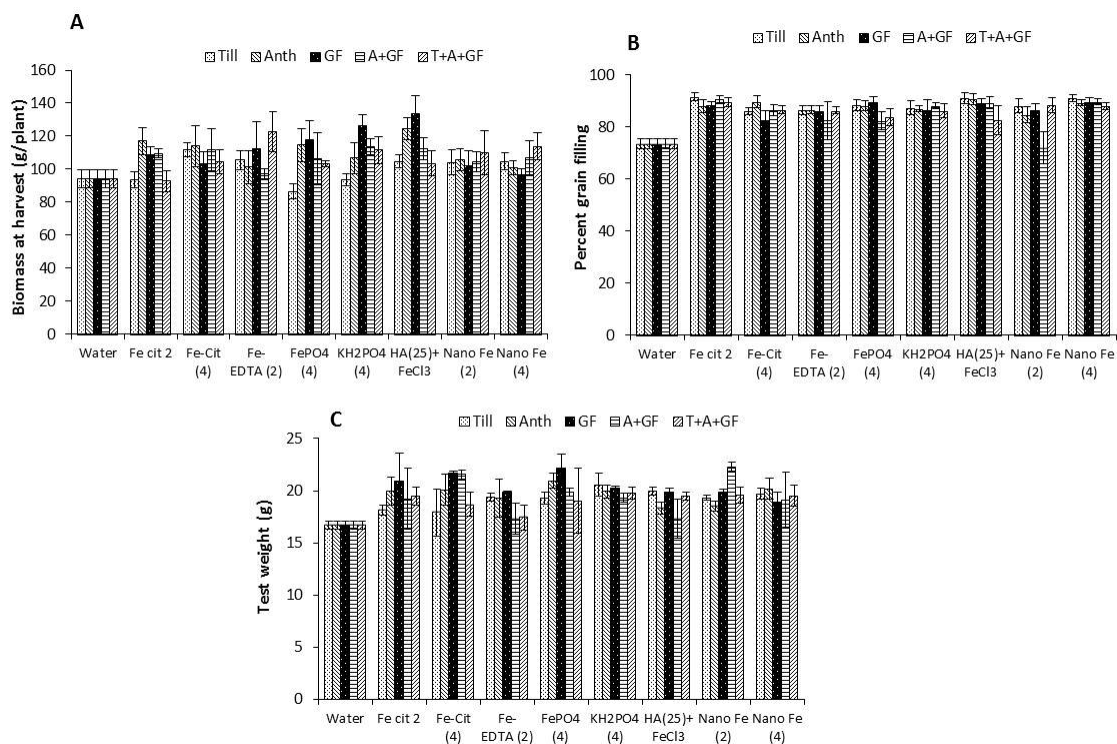 A
Till Anth GF A+GF T+A+GF
Biomass at harvest (g/plant)
160
140
120
100
80
60
40
20
0
Water Fe cit 2 Fe-Cit (4) Fe-EDTA (2) FePO4 (4) KH2PO4 (4) HA(25)+ FeCl3 Nano Fe (2) Nano Fe (4)
B
Till Anth GF A+GF T+A+GF
Percent grain filling
100
80
60
40
20
0
Water Fe cit 2 Fe-Cit (4) Fe-EDTA (2) FePO4 (4) KH2PO4 (4) HA(25)+ FeCl3 Nano Fe (2) Nano Fe (4)
C
Till Anth GF A+GF T+A+GF
Test weight (g)
25
20
15
10
5
0
Water Fe cit 2 Fe-Cit (4) Fe-EDTA (2) FePO4 (4) KH2PO4 (4) HA(25)+ FeCl3 Nano Fe (2) Nano Fe (4)